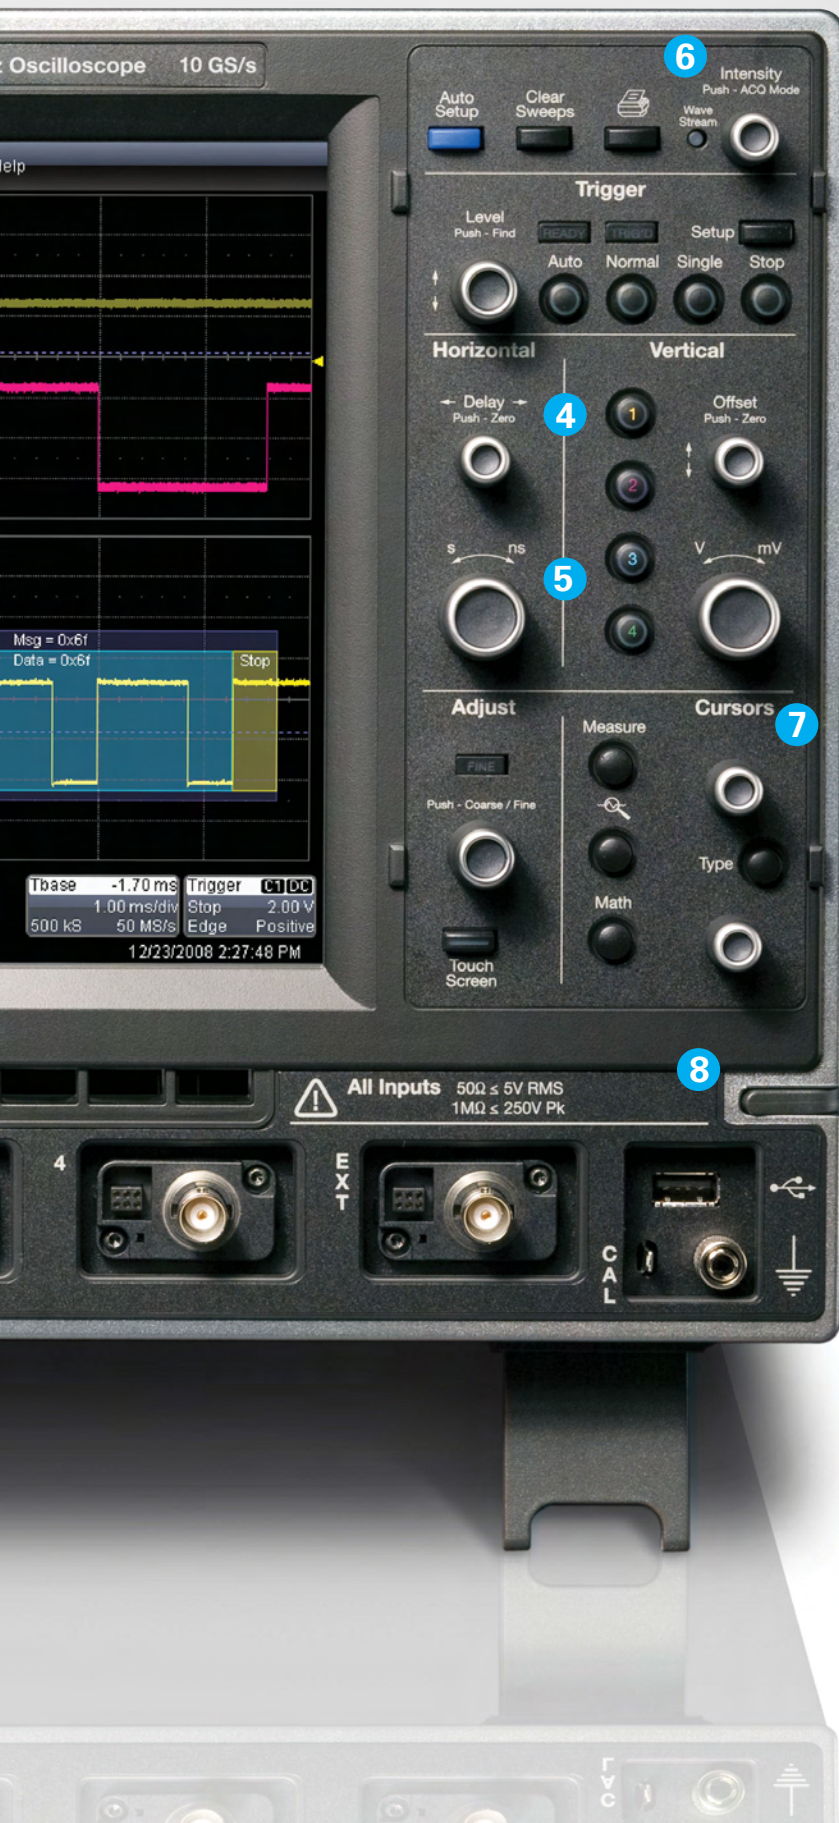 z Oscilloscope 10 GS/s
6
Intensity
Push - ACQ Mode
Auto
Setup
Clear
Sweeps
Wave
Stream
Help
Trigger
Level
Push - Find
READY
TRIG'D
Setup
Auto
Normal
Single
Stop
Horizontal
Vertical
Delay
Push - Zero
4
1
Offset
Push - Zero
2
s
ns
5
3
V
mV
4
Msg = 0x6f
Data = 0x6f
Stop
Adjust
Cursors
7
Measure
FINE
Push - Coarse / Fine
Type
Math
Tbase -1.70 ms
1.00 ms/div
500 kS 50 MS/s
Trigger C1 DC
Stop 2.00 V
Edge Positive
12/23/2008 2:27:48 PM
Touch
Screen
8
All Inputs 50Ω ≤ 5V RMS
1MΩ ≤ 250V Pk
4
EXT
CAL